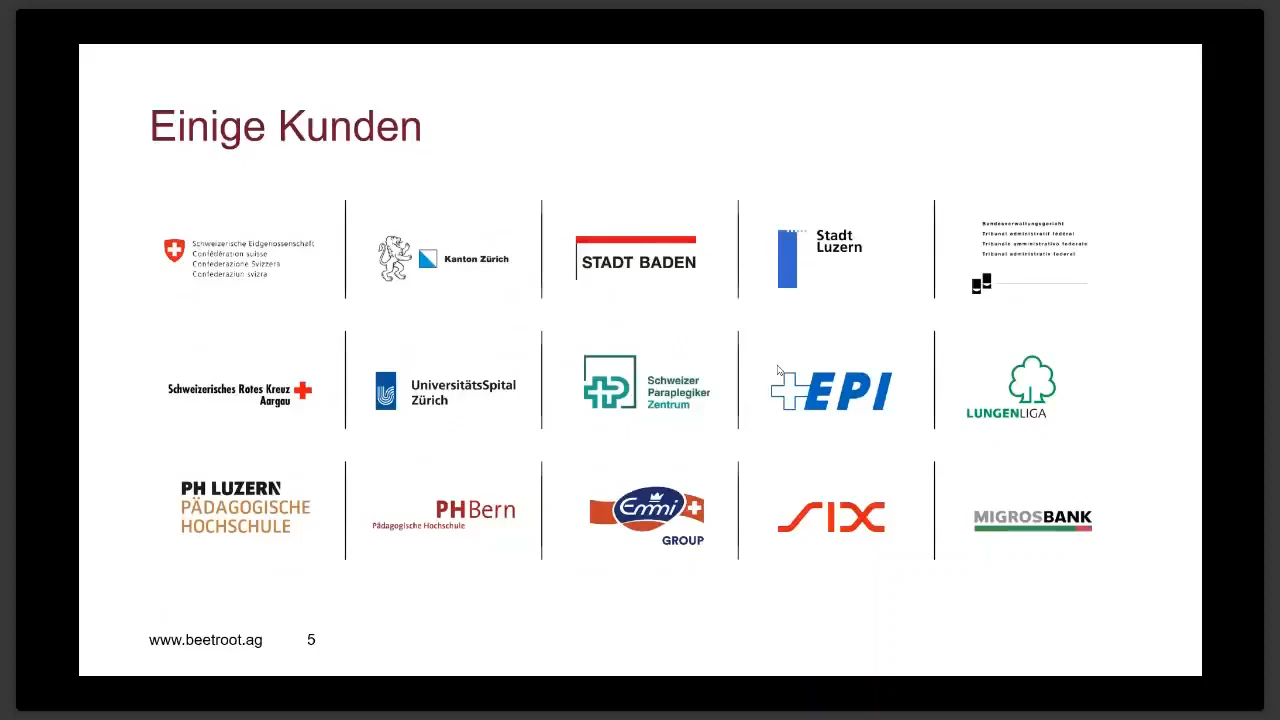 Einige Kunden
Schweizerische Eidgenossenschaft
Confédération suisse
Confederazione Svizzera
Confederaziun svizra
Kanton Zürich
STADT BADEN
Stadt
Luzern
Bundesverwaltungsgericht
Tribunal administratif fédéral
Tribunale amministrativo federale
Tribunal administrativ federal
Schweizerisches Rotes Kreuz
Aargau
UniversitätsSpital
Zürich
Schweizer
Paraplegiker
Zentrum
EPI
LUNGENLIGA
PH LUZERN
PÄDAGOGISCHE
HOCHSCHULE
PHBern
Pädagogische Hochschule
Emmi
GROUP
SIX
MIGROSBANK
www.beetroot.ag 5